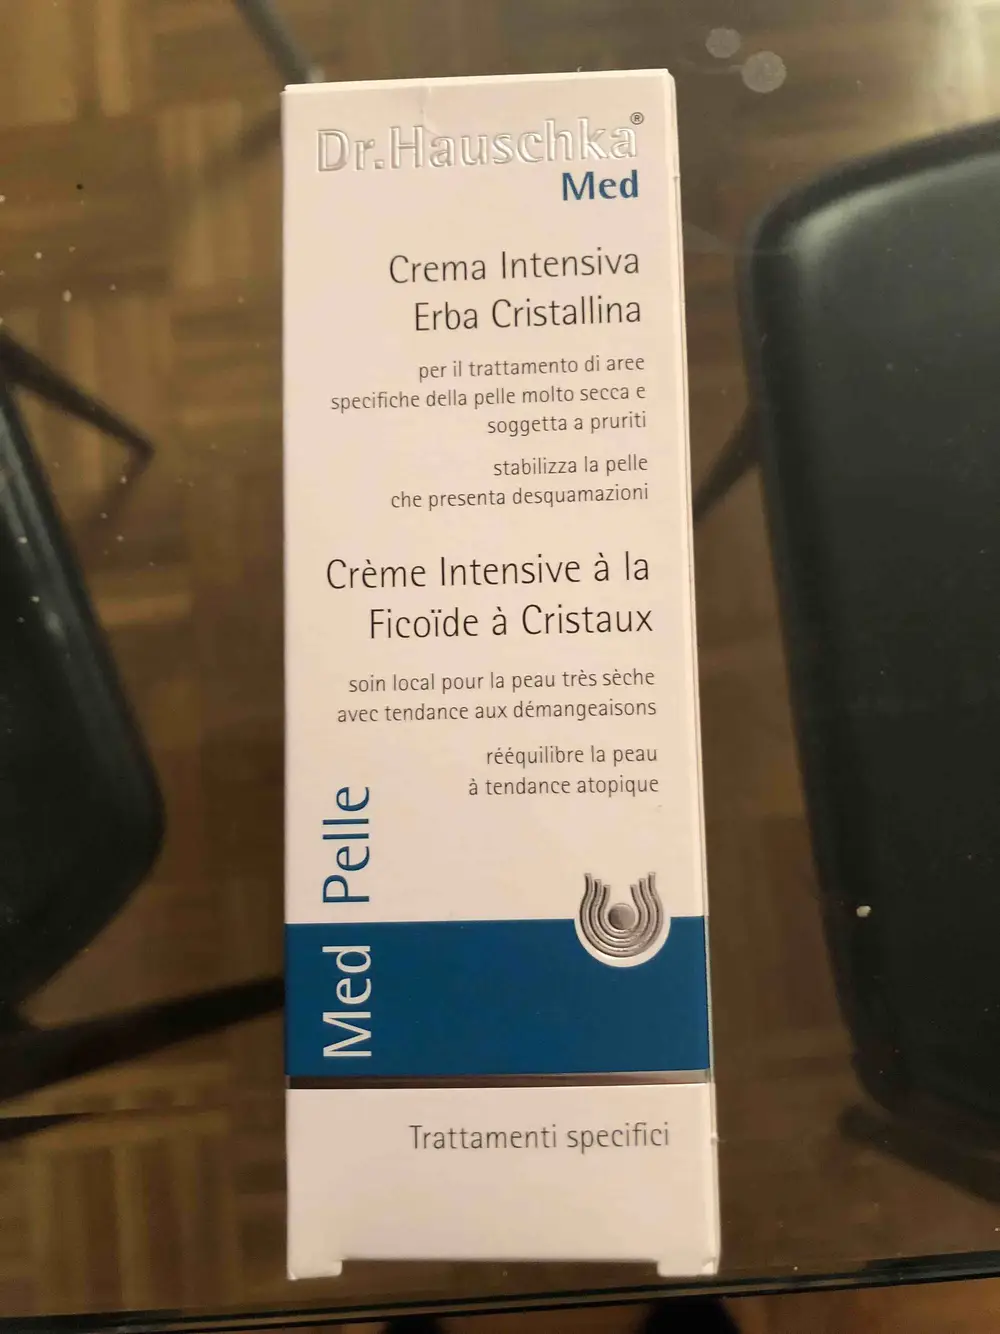 Dr.Hauschka®
Med
Crema Intensiva
Erba Cristallina
per il trattamento di aree
specifiche della pelle molto secca e
soggetta a pruriti
stabilizza la pelle
che presenta desquamazioni
Crème Intensive à la
Ficoïde à Cristaux
soin local pour la peau très sèche
avec tendance aux démangeaisons
rééquilibre la peau
à tendance atopique
Med Pelle
Trattamenti specifici